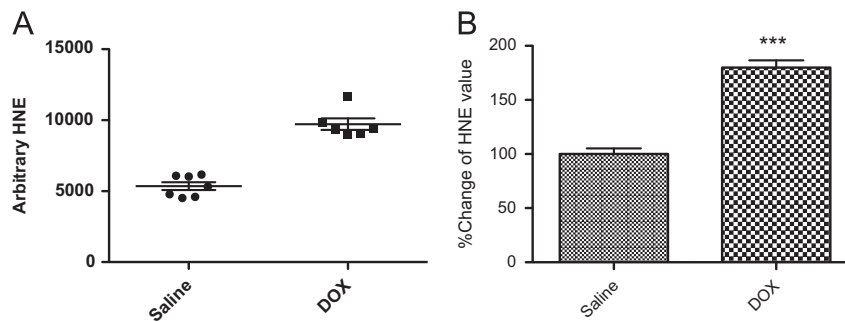 A
Arbitrary HNE
15000
10000
5000
0
Saline
DOX
B
%Change of HNE value
200
150
100
50
0
***
Saline
DOX